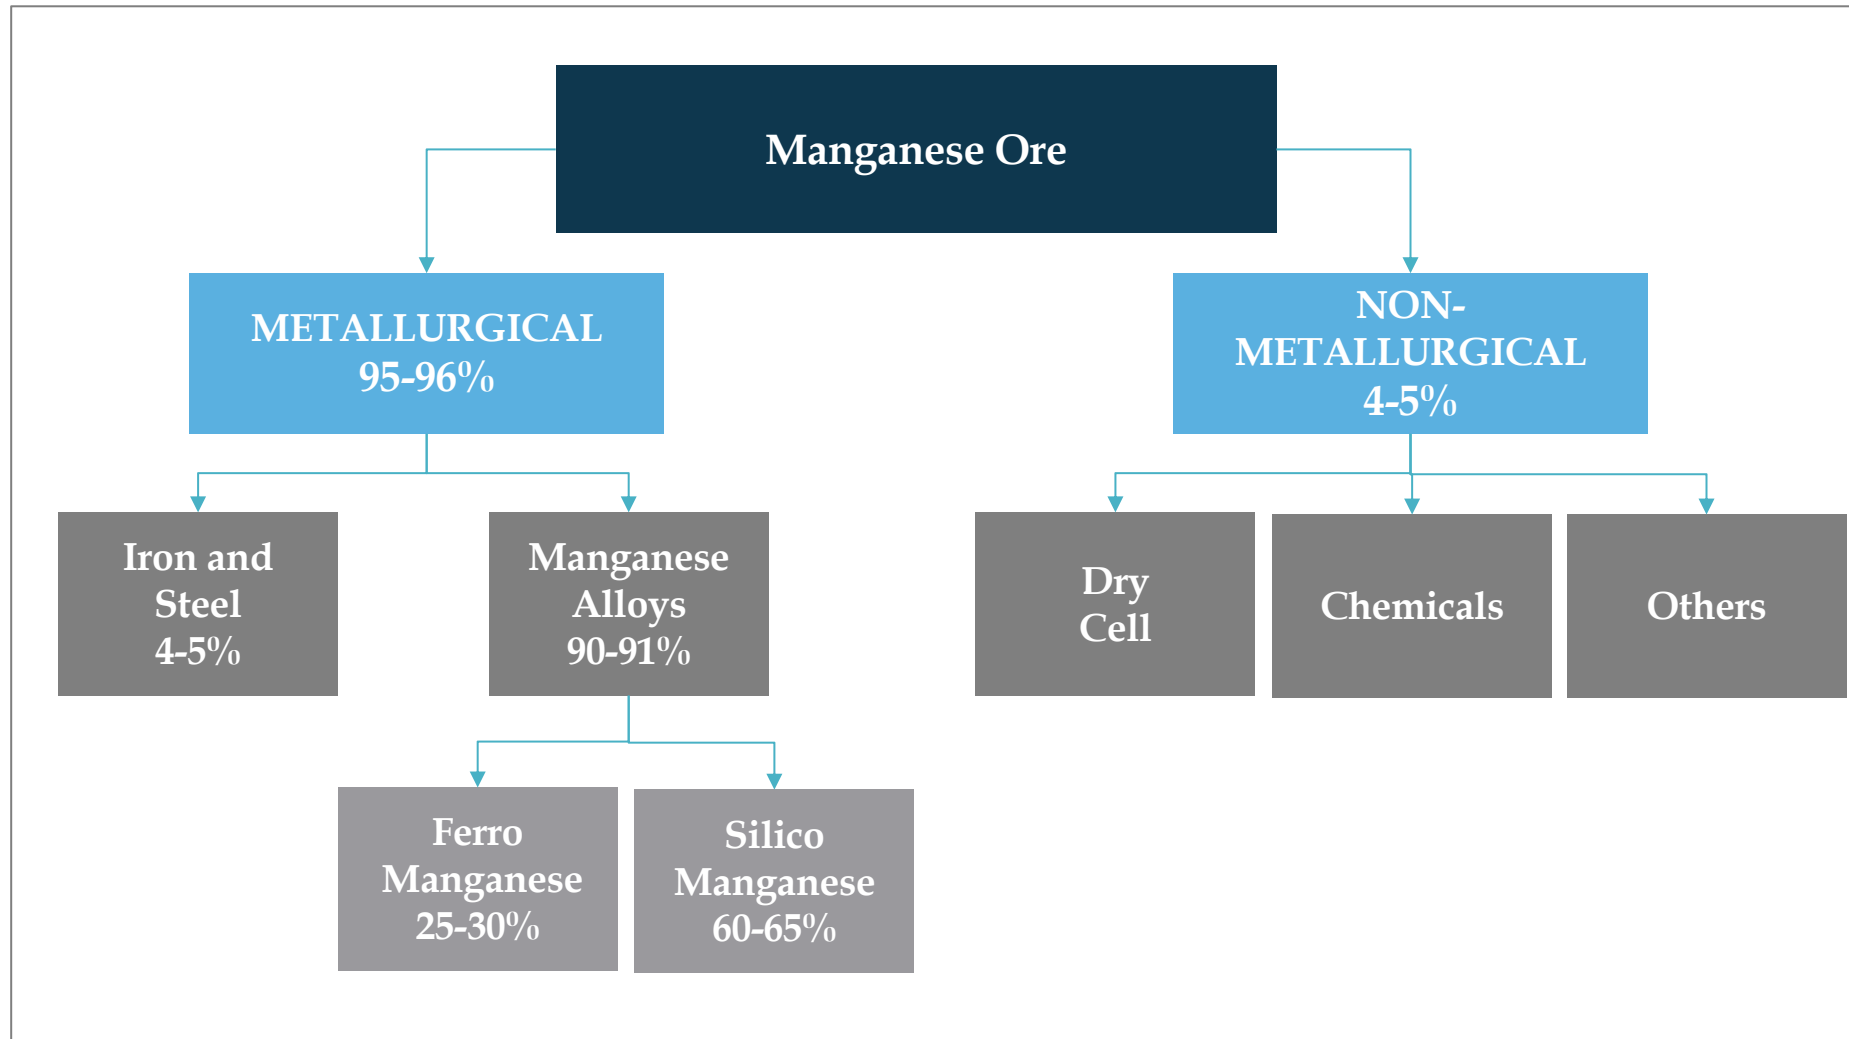 Manganese Ore
METALLURGICAL
95-96%
NON-
METALLURGICAL
4-5%
Iron and
Steel
4-5%
Manganese
Alloys
90-91%
Dry
Cell
Chemicals
Others
Ferro
Manganese
25-30%
Silico
Manganese
60-65%